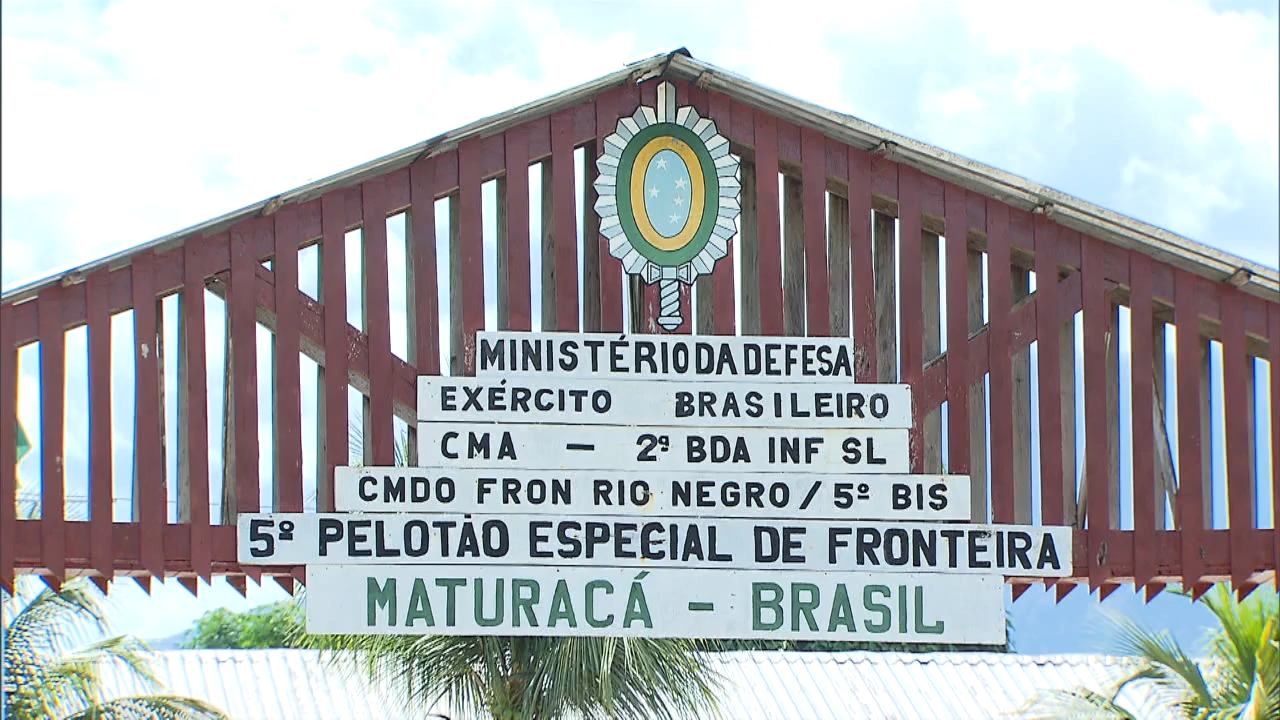 MINISTÉRIO DA DEFESA
EXÉRCITO BRASILEIRO
CMA - 2ª BDA INF SL
CMDO FRON RIO NEGRO / 5º BIS
5º PELOTÃO ESPECIAL DE FRONTEIRA
MATURACÁ - BRASIL